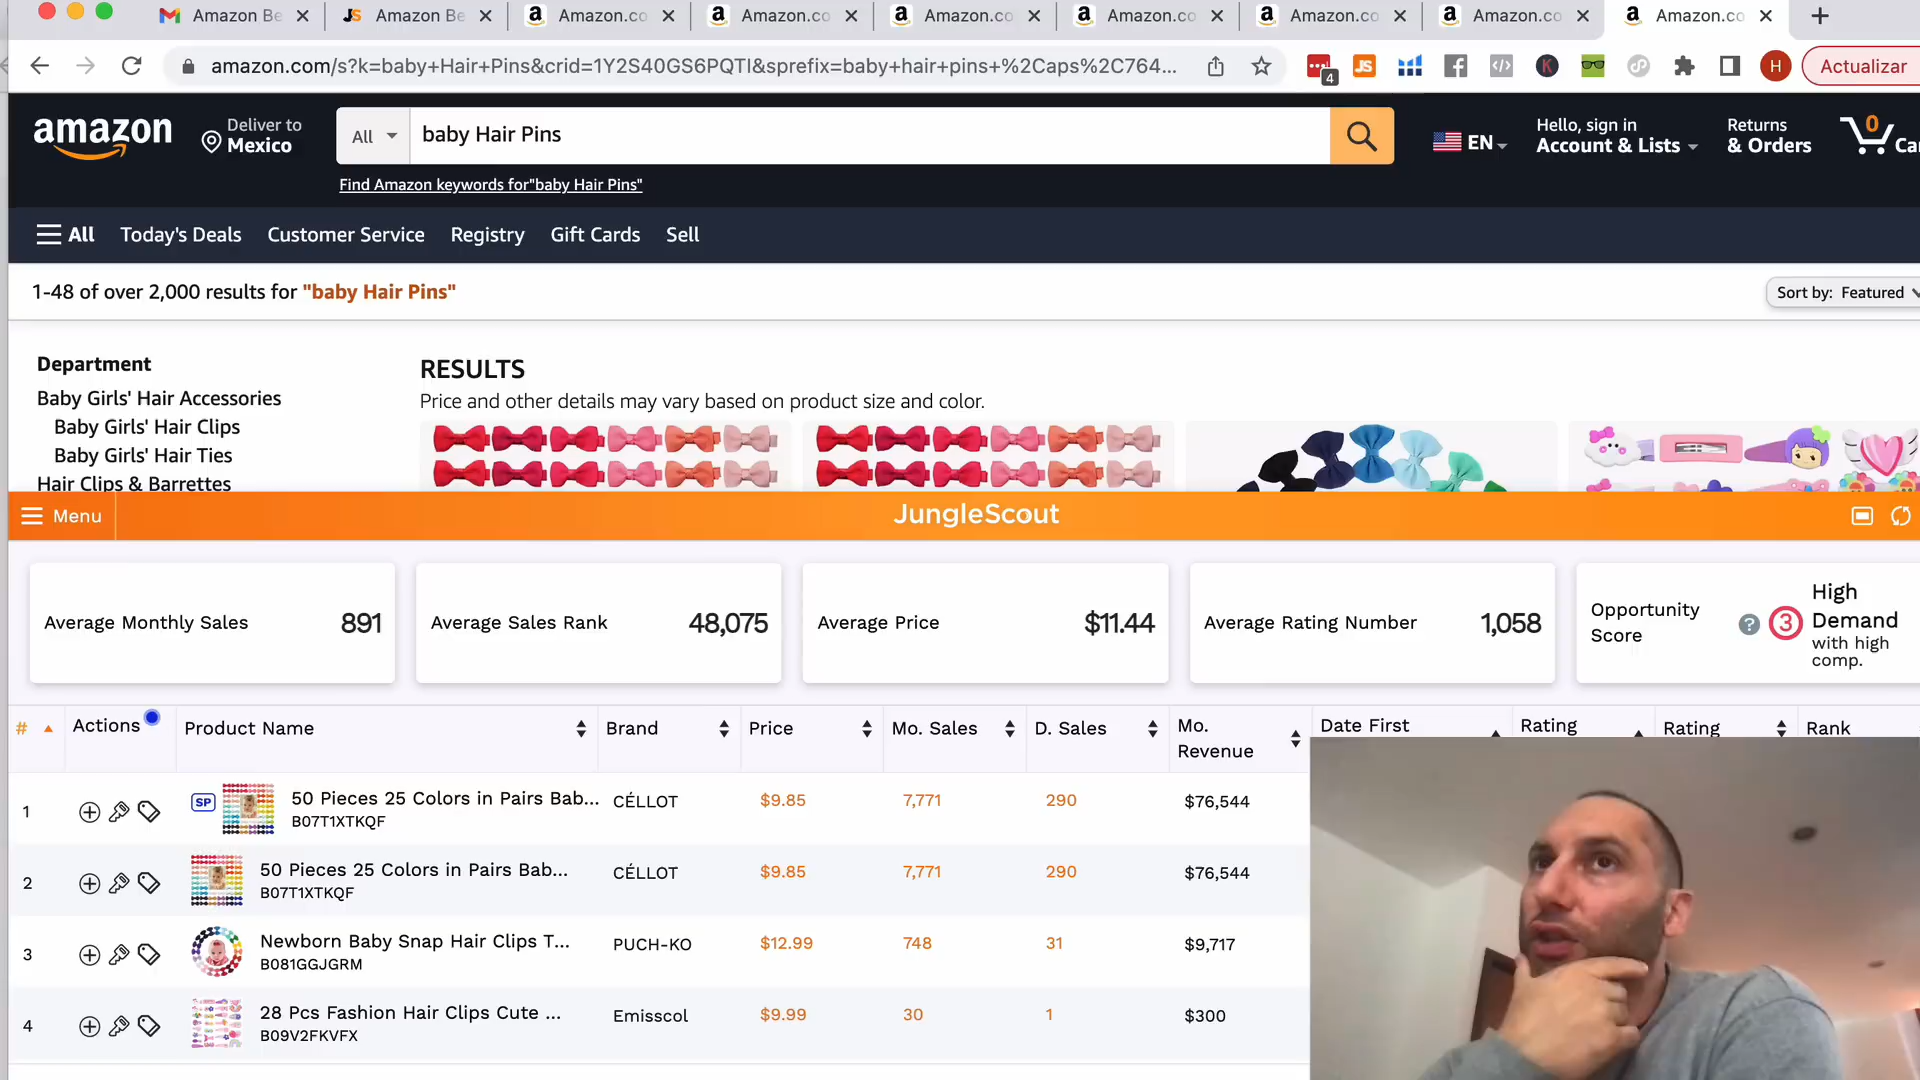 Amazon Be
Amazon Be
Amazon.co
Amazon.co
Amazon.co
Amazon.co
Amazon.co
Amazon.co
Amazon.co
amazon.com/s?k=baby+Hair+Pins&crid=1Y2S40GS6PQTI&sprefix=baby+hair+pins+%2Caps%2C764...
4
JS
K
H
Actualizar
amazon
Deliver to
Mexico
All
baby Hair Pins
EN
Hello, sign in
Account & Lists
Returns
& Orders
0
Find Amazon keywords for"baby Hair Pins"
All
Today's Deals
Customer Service
Registry
Gift Cards
Sell
1-48 of over 2,000 results for "baby Hair Pins"
Sort by: Featured
Department
Baby Girls' Hair Accessories
Baby Girls' Hair Clips
Baby Girls' Hair Ties
Hair Clips & Barrettes
RESULTS
Price and other details may vary based on product size and color.
Menu
JungleScout
Average Monthly Sales 891
Average Sales Rank 48,075
Average Price $11.44
Average Rating Number 1,058
Opportunity
Score
? 3
High
Demand
with high
comp.
# Actions Product Name Brand Price Mo. Sales D. Sales Mo. Revenue Date First Rating Rating Rank
1 SP 50 Pieces 25 Colors in Pairs Bab... CÉLLOT $9.85 7,771 290 $76,544
B07T1XTKQF
2 50 Pieces 25 Colors in Pairs Bab... CÉLLOT $9.85 7,771 290 $76,544
B07T1XTKQF
3 Newborn Baby Snap Hair Clips T... PUCH-KO $12.99 748 31 $9,717
B081GGJGRM
4 28 Pcs Fashion Hair Clips Cute ... Emisscol $9.99 30 1 $300
B09V2FKVFX